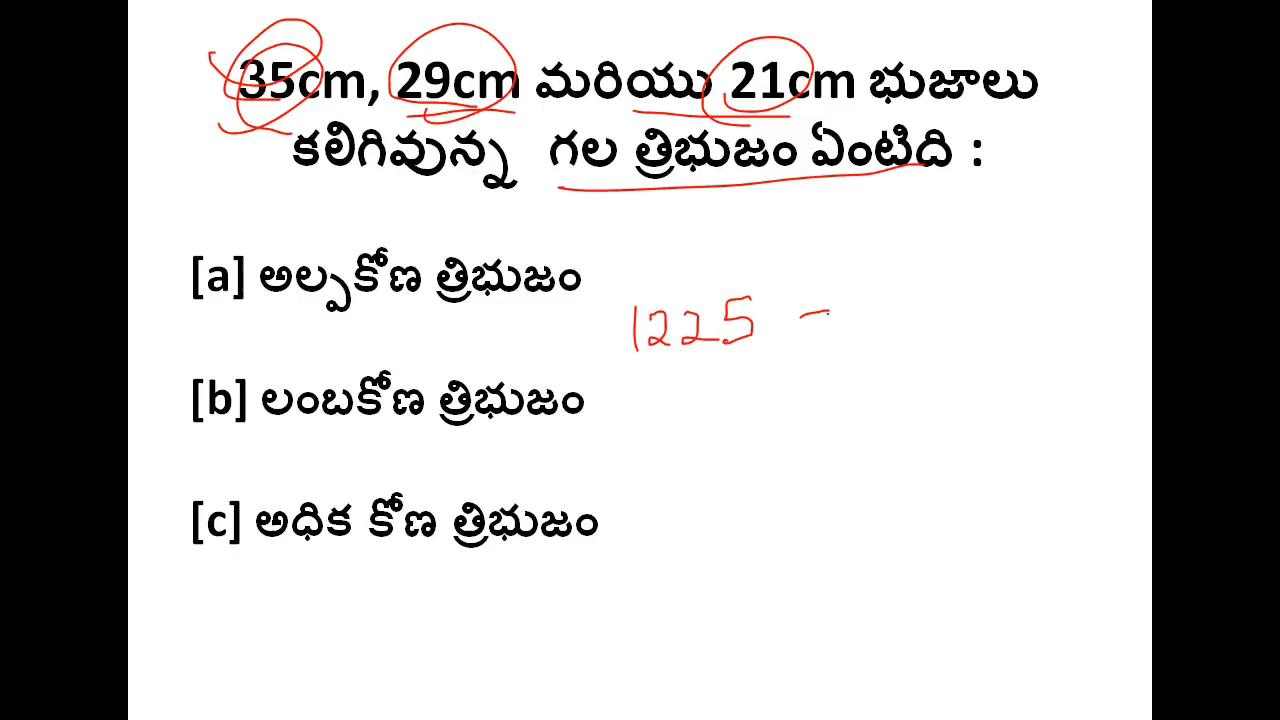 35cm, 29cm మరియు 21cm భుజాలు
కలిగివున్న గల త్రిభుజం ఏంటిది :
[a] అల్పకోణ త్రిభుజం
1225 -
[b] లంబకోణ త్రిభుజం
[c] అధిక కోణ త్రిభుజం